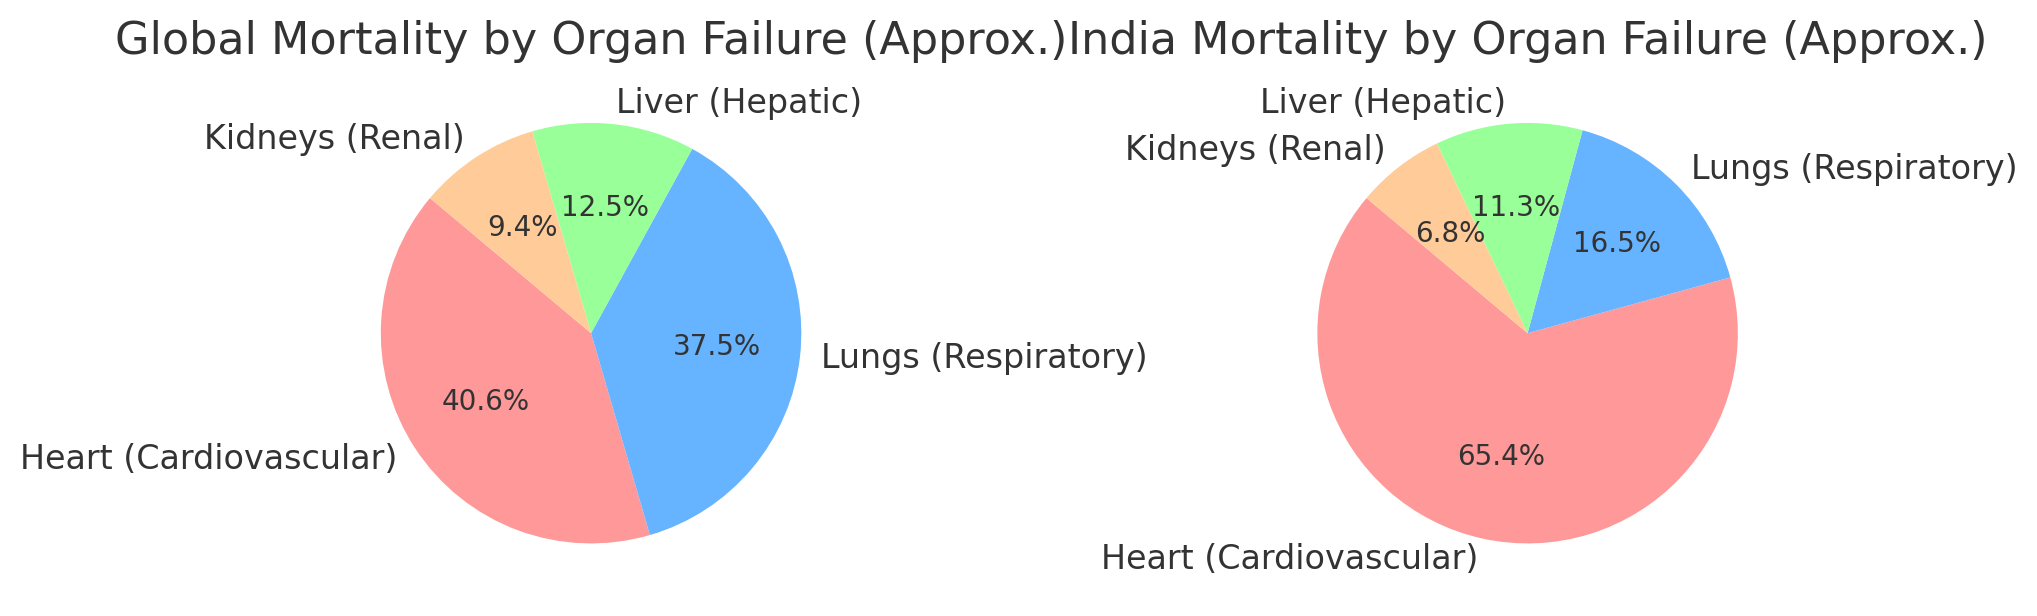 Global Mortality by Organ Failure (Approx.)
Liver (Hepatic)
Kidneys (Renal)
12.5%
9.4%
37.5%
Lungs (Respiratory)
40.6%
Heart (Cardiovascular)
India Mortality by Organ Failure (Approx.)
Liver (Hepatic)
Kidneys (Renal)
Lungs (Respiratory)
11.3%
6.8%
16.5%
65.4%
Heart (Cardiovascular)